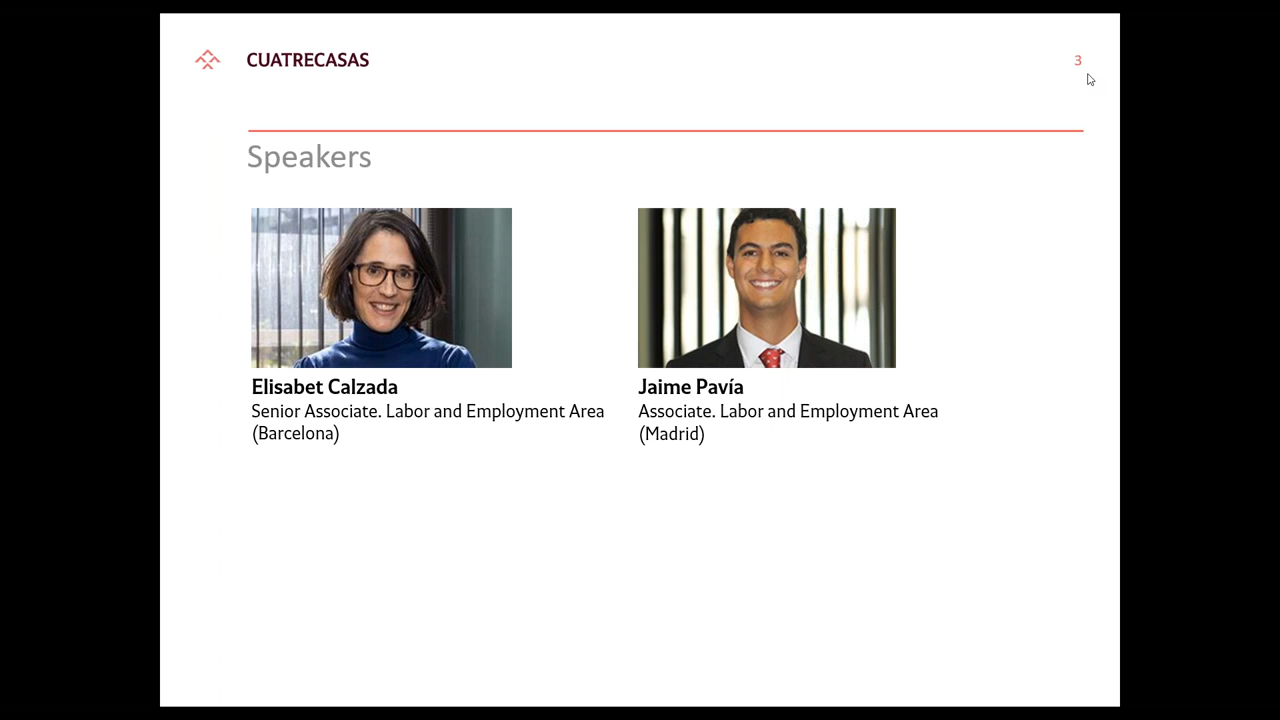 CUATRECASAS
3
Speakers
Elisabet Calzada
Senior Associate. Labor and Employment Area
(Barcelona)
Jaime Pavía
Associate. Labor and Employment Area
(Madrid)